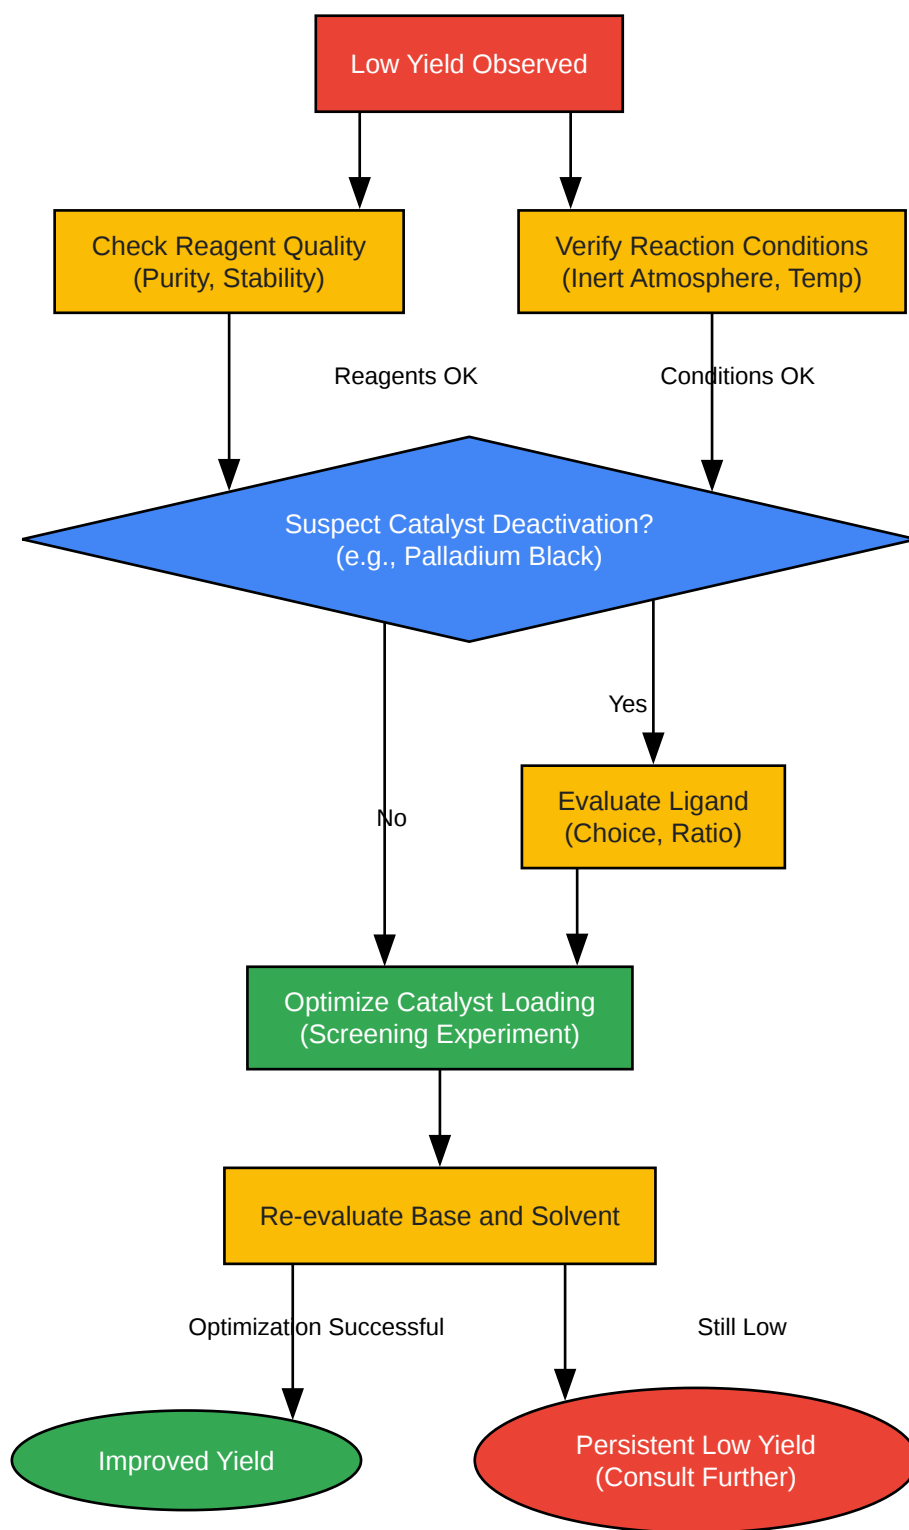 Low Yield Observed
Check Reagent Quality
(Purity, Stability)
Verify Reaction Conditions
(Inert Atmosphere, Temp)
Reagents OK
Conditions OK
Suspect Catalyst Deactivation?
(e.g., Palladium Black)
Yes
Evaluate Ligand
(Choice, Ratio)
No
Optimize Catalyst Loading
(Screening Experiment)
Re-evaluate Base and Solvent
Optimization Successful
Still Low
Improved Yield
Persistent Low Yield
(Consult Further)